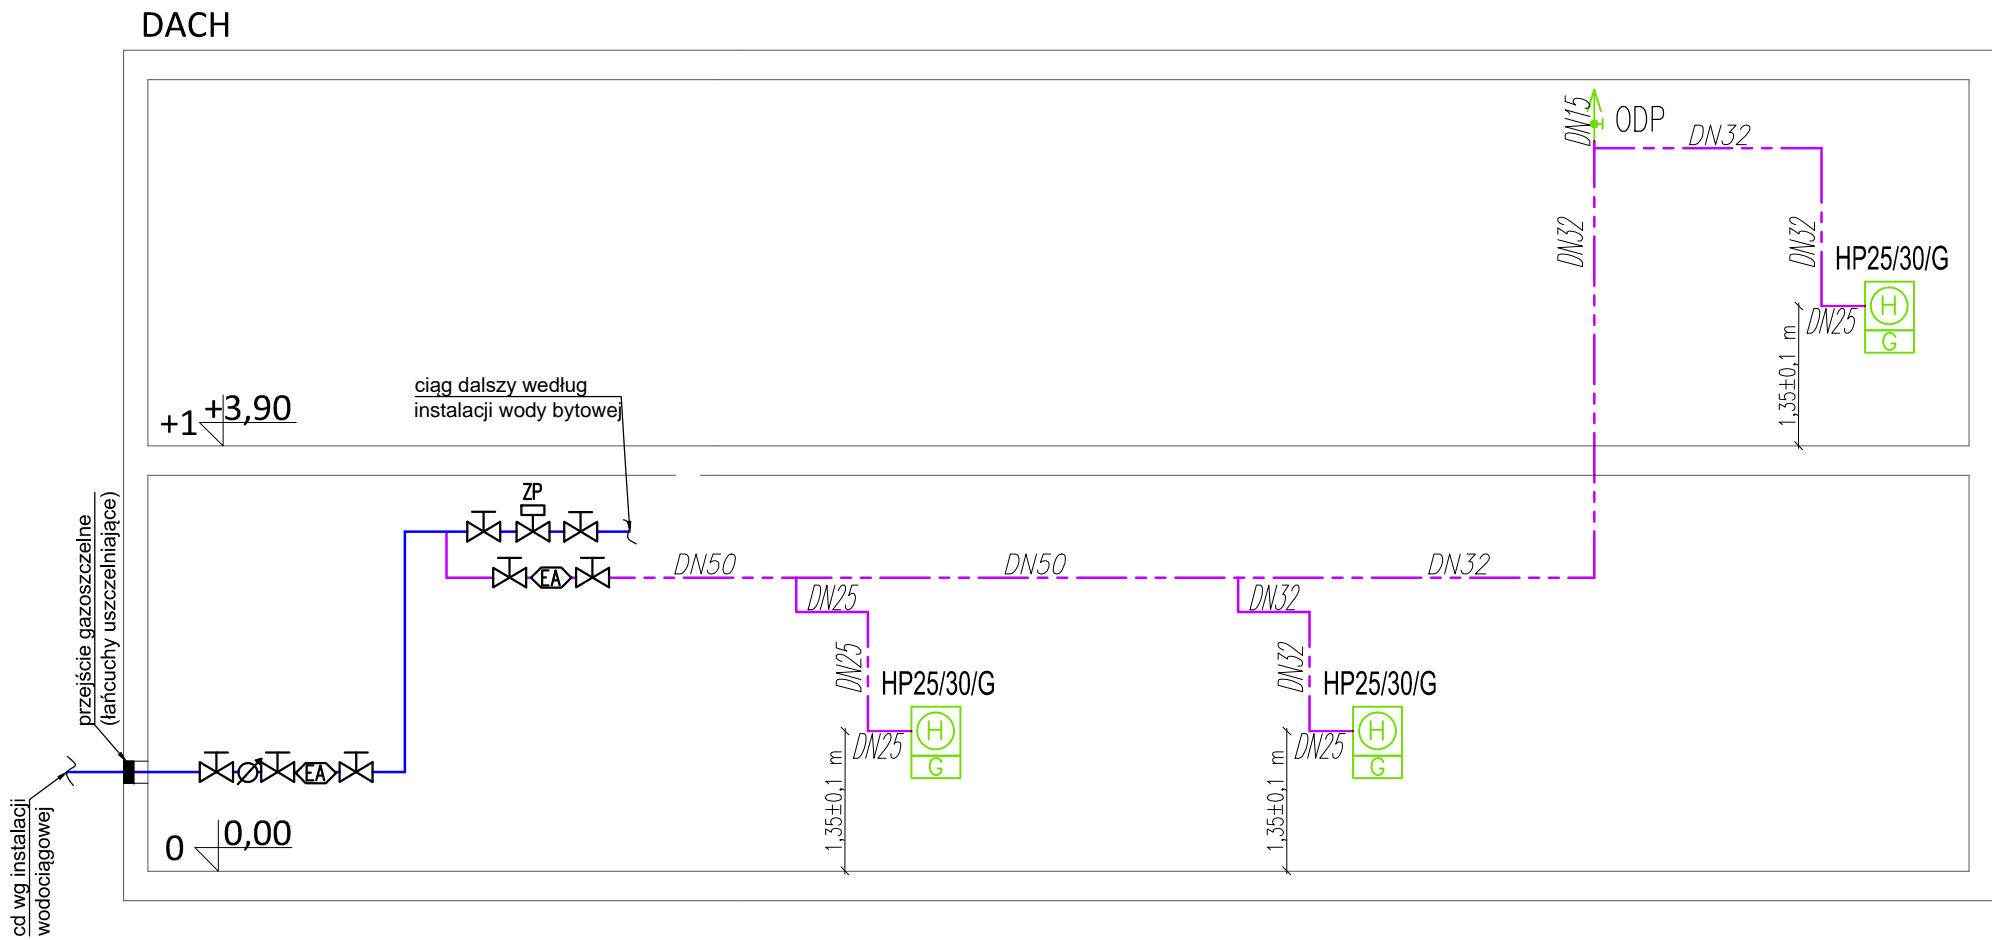 DACH
DN15
ODP
DN32
DN32
DN32
HP25/30/G
H
G
DN25
1,35±0,1 m
ciąg dalszy według
instalacji wody bytowej
+1
+3,90
ZP
EA
DN50
DN50
DN32
DN25
DN32
DN25
DN32
HP25/30/G
H
G
DN25
1,35±0,1 m
HP25/30/G
H
G
DN25
1,35±0,1 m
przejście gazoszczelne
(łańcuchy uszczelniające)
EA
0
0,00
cd wg instalacji
wodociągowej